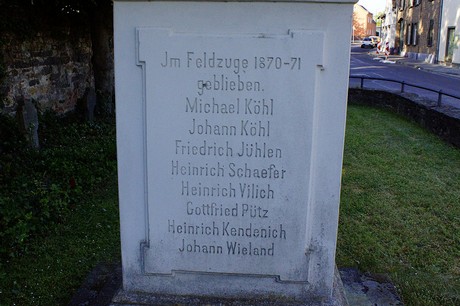 Jm Feldzuge 1870-71
geblieben.
Michael Köhl
Johann Köhl
Friedrich Jühlen
Heinrich Schaefer
Heinrich Vilich
Gottfried Pütz
Heinrich Kendenich
Johann Wieland